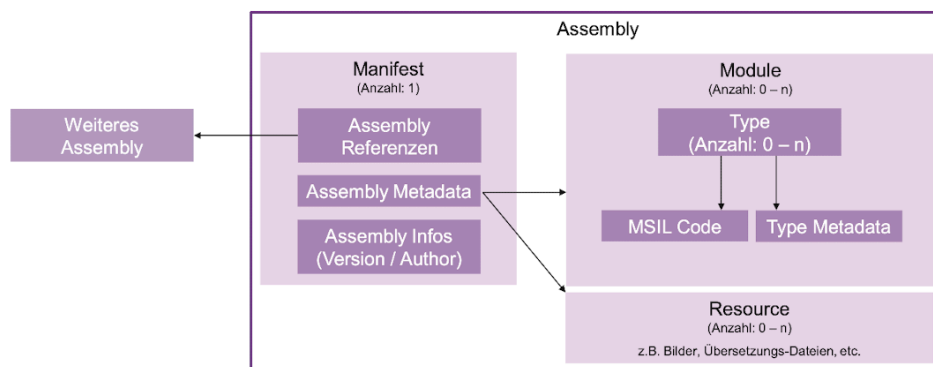 Assembly
Manifest
(Anzahl: 1)
Assembly
Referenzen
Assembly Metadata
Assembly Infos
(Version / Author)
Weiteres
Assembly
Module
(Anzahl: 0 – n)
Type
(Anzahl: 0 – n)
MSIL Code
Type Metadata
Resource
(Anzahl: 0 – n)
z.B. Bilder, Übersetzungs-Dateien, etc.